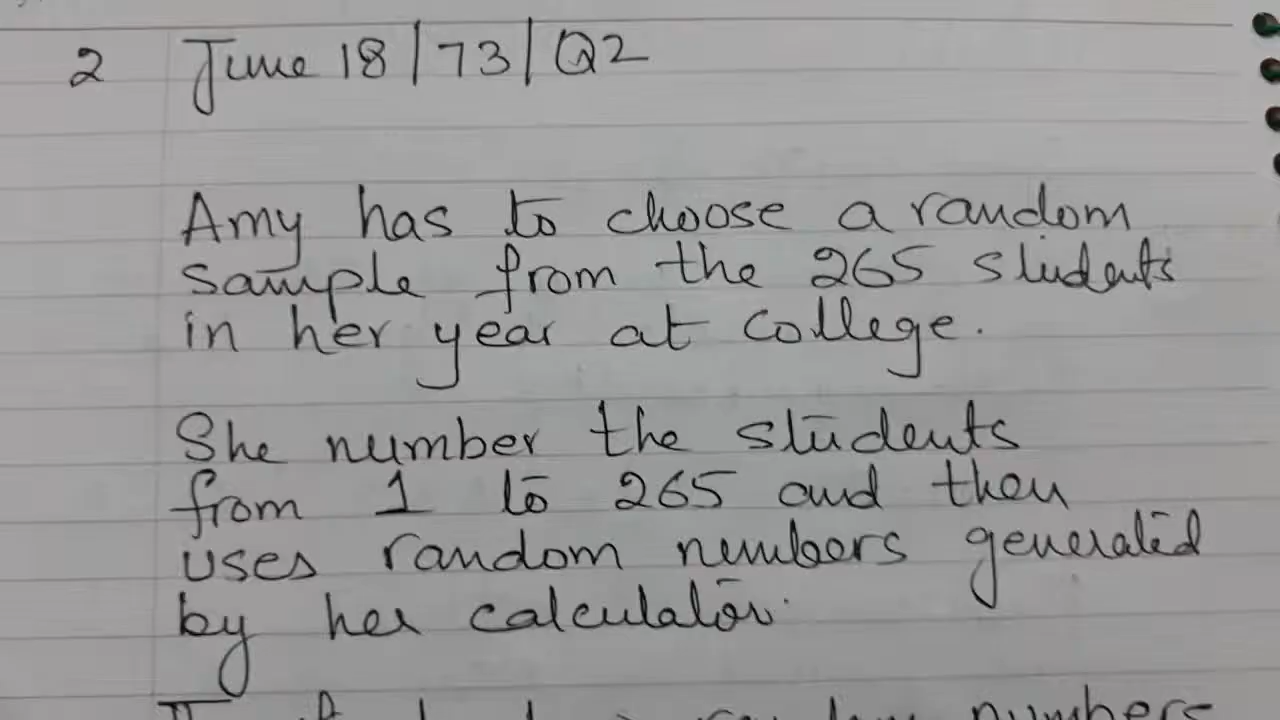 2 June 18/73/Q2
Amy has to choose a random
sample from the 265 students
in her year at college.
She number the students
from 1 to 265 and then
uses random numbers generated
by her calculator.
numbers